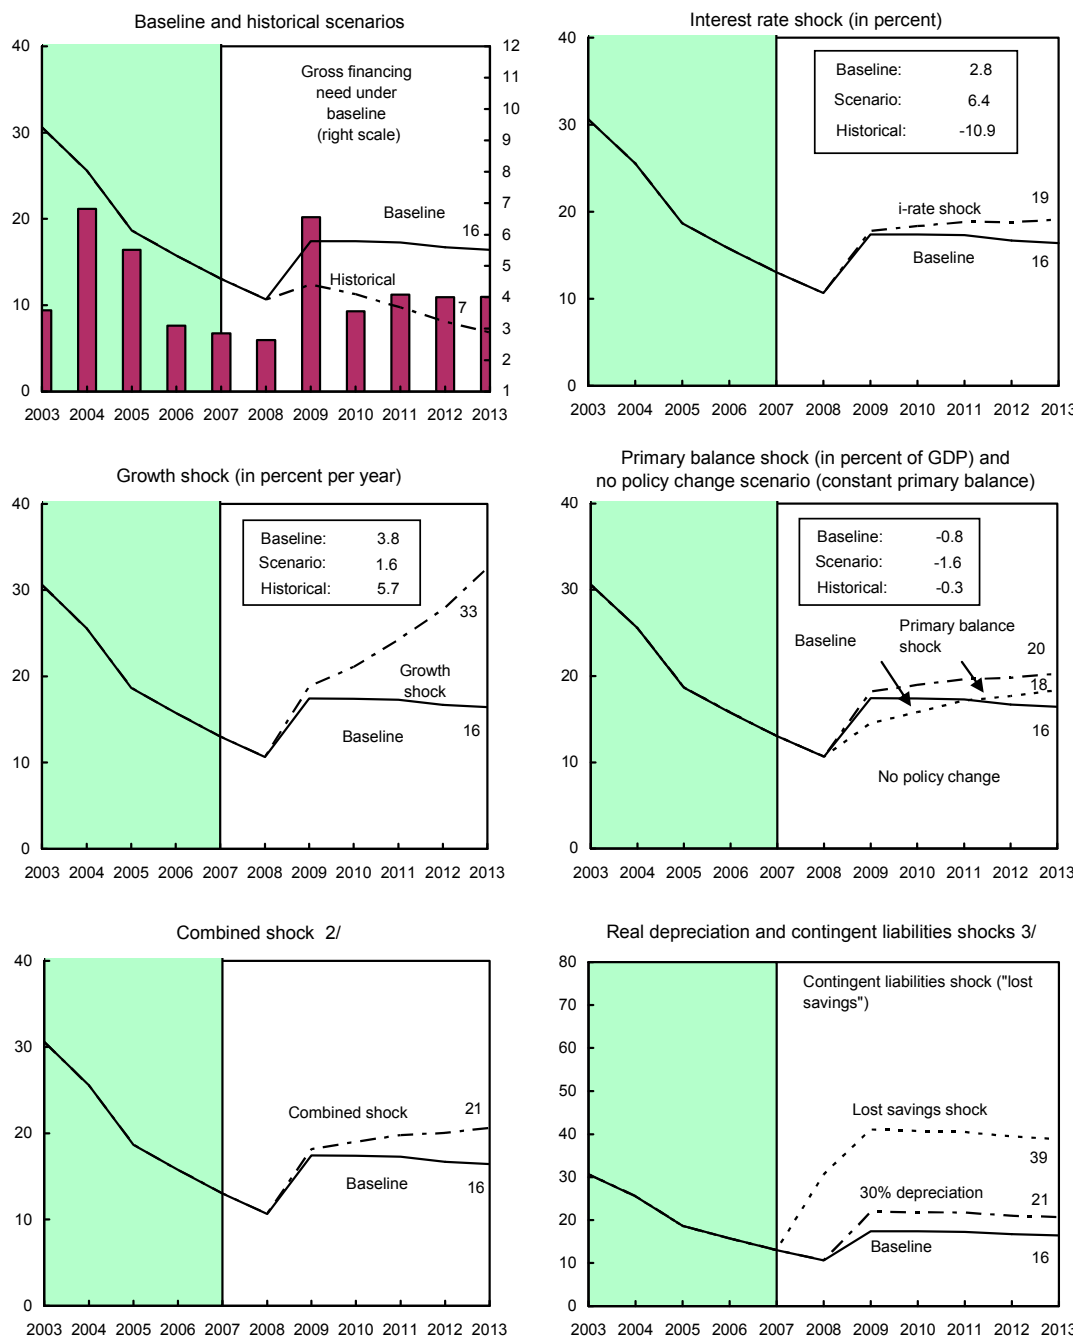 Baseline and historical scenarios
40
30
20
10
0
12
11
10
9
8
7
6
5
4
3
2
1
Gross financing
need under
baseline
(right scale)
Baseline
16
Historical
7
2003 2004 2005 2006 2007 2008 2009 2010 2011 2012 2013
Interest rate shock (in percent)
40
30
20
10
0
Baseline: 2.8
Scenario: 6.4
Historical: -10.9
19
i-rate shock
Baseline
16
2003 2004 2005 2006 2007 2008 2009 2010 2011 2012 2013
Growth shock (in percent per year)
40
30
20
10
0
Baseline: 3.8
Scenario: 1.6
Historical: 5.7
33
Growth
shock
Baseline
16
2003 2004 2005 2006 2007 2008 2009 2010 2011 2012 2013
Primary balance shock (in percent of GDP) and
no policy change scenario (constant primary balance)
40
30
20
10
0
Baseline: -0.8
Scenario: -1.6
Historical: -0.3
Baseline
Primary balance
shock
20
18
16
No policy change
2003 2004 2005 2006 2007 2008 2009 2010 2011 2012 2013
Combined shock 2/
40
30
20
10
0
Combined shock
21
Baseline
16
2003 2004 2005 2006 2007 2008 2009 2010 2011 2012 2013
Real depreciation and contingent liabilities shocks 3/
80
70
60
50
40
30
20
10
0
Contingent liabilities shock ("lost
savings")
Lost savings shock
39
30% depreciation
21
Baseline
16
2003 2004 2005 2006 2007 2008 2009 2010 2011 2012 2013